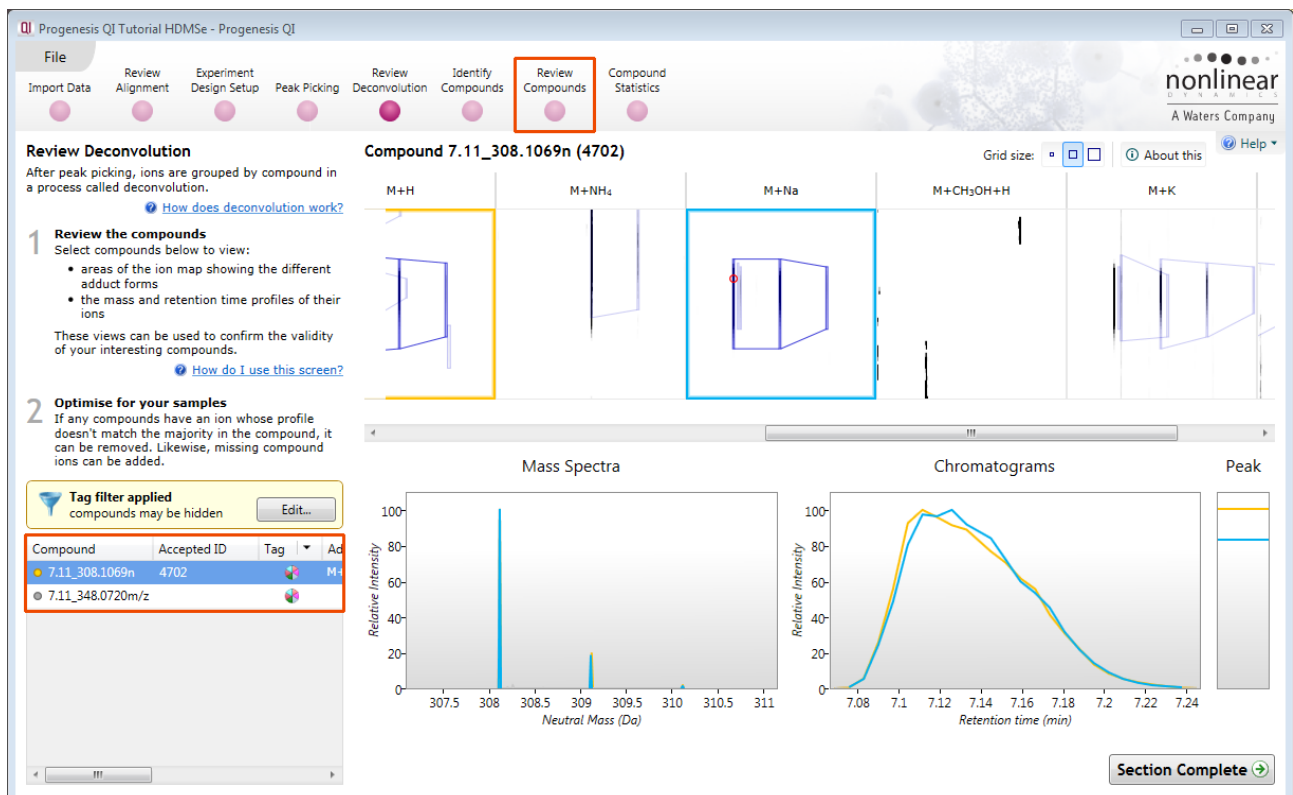 QI Progenesis QI Tutorial HDMSe - Progenesis QI
File
Import Data
Review Alignment
Experiment Design Setup
Peak Picking
Review Deconvolution
Identify Compounds
Review Compounds
Compound Statistics
nonlinear
DYNAMICS
A Waters Company
Review Deconvolution
After peak picking, ions are grouped by compound in
a process called deconvolution.
How does deconvolution work?
1 Review the compounds
Select compounds below to view:
• areas of the ion map showing the different
adduct forms
• the mass and retention time profiles of their
ions
These views can be used to confirm the validity
of your interesting compounds.
How do I use this screen?
2 Optimise for your samples
If any compounds have an ion whose profile
doesn't match the majority in the compound, it
can be removed. Likewise, missing compound
ions can be added.
Tag filter applied
compounds may be hidden
Edit...
Compound Accepted ID Tag Ad
7.11_308.1069n 4702 M+
7.11_348.0720m/z
Compound 7.11_308.1069n (4702)
Grid size:
About this
Help
M+H M+NH₄ M+Na M+CH₃OH+H M+K
Mass Spectra
Relative Intensity
100
80
60
40
20
0
307.5 308 308.5 309 309.5 310 310.5 311
Neutral Mass (Da)
Chromatograms
Relative Intensity
100
80
60
40
20
0
7.08 7.1 7.12 7.14 7.16 7.18 7.2 7.22 7.24
Retention time (min)
Peak
Section Complete